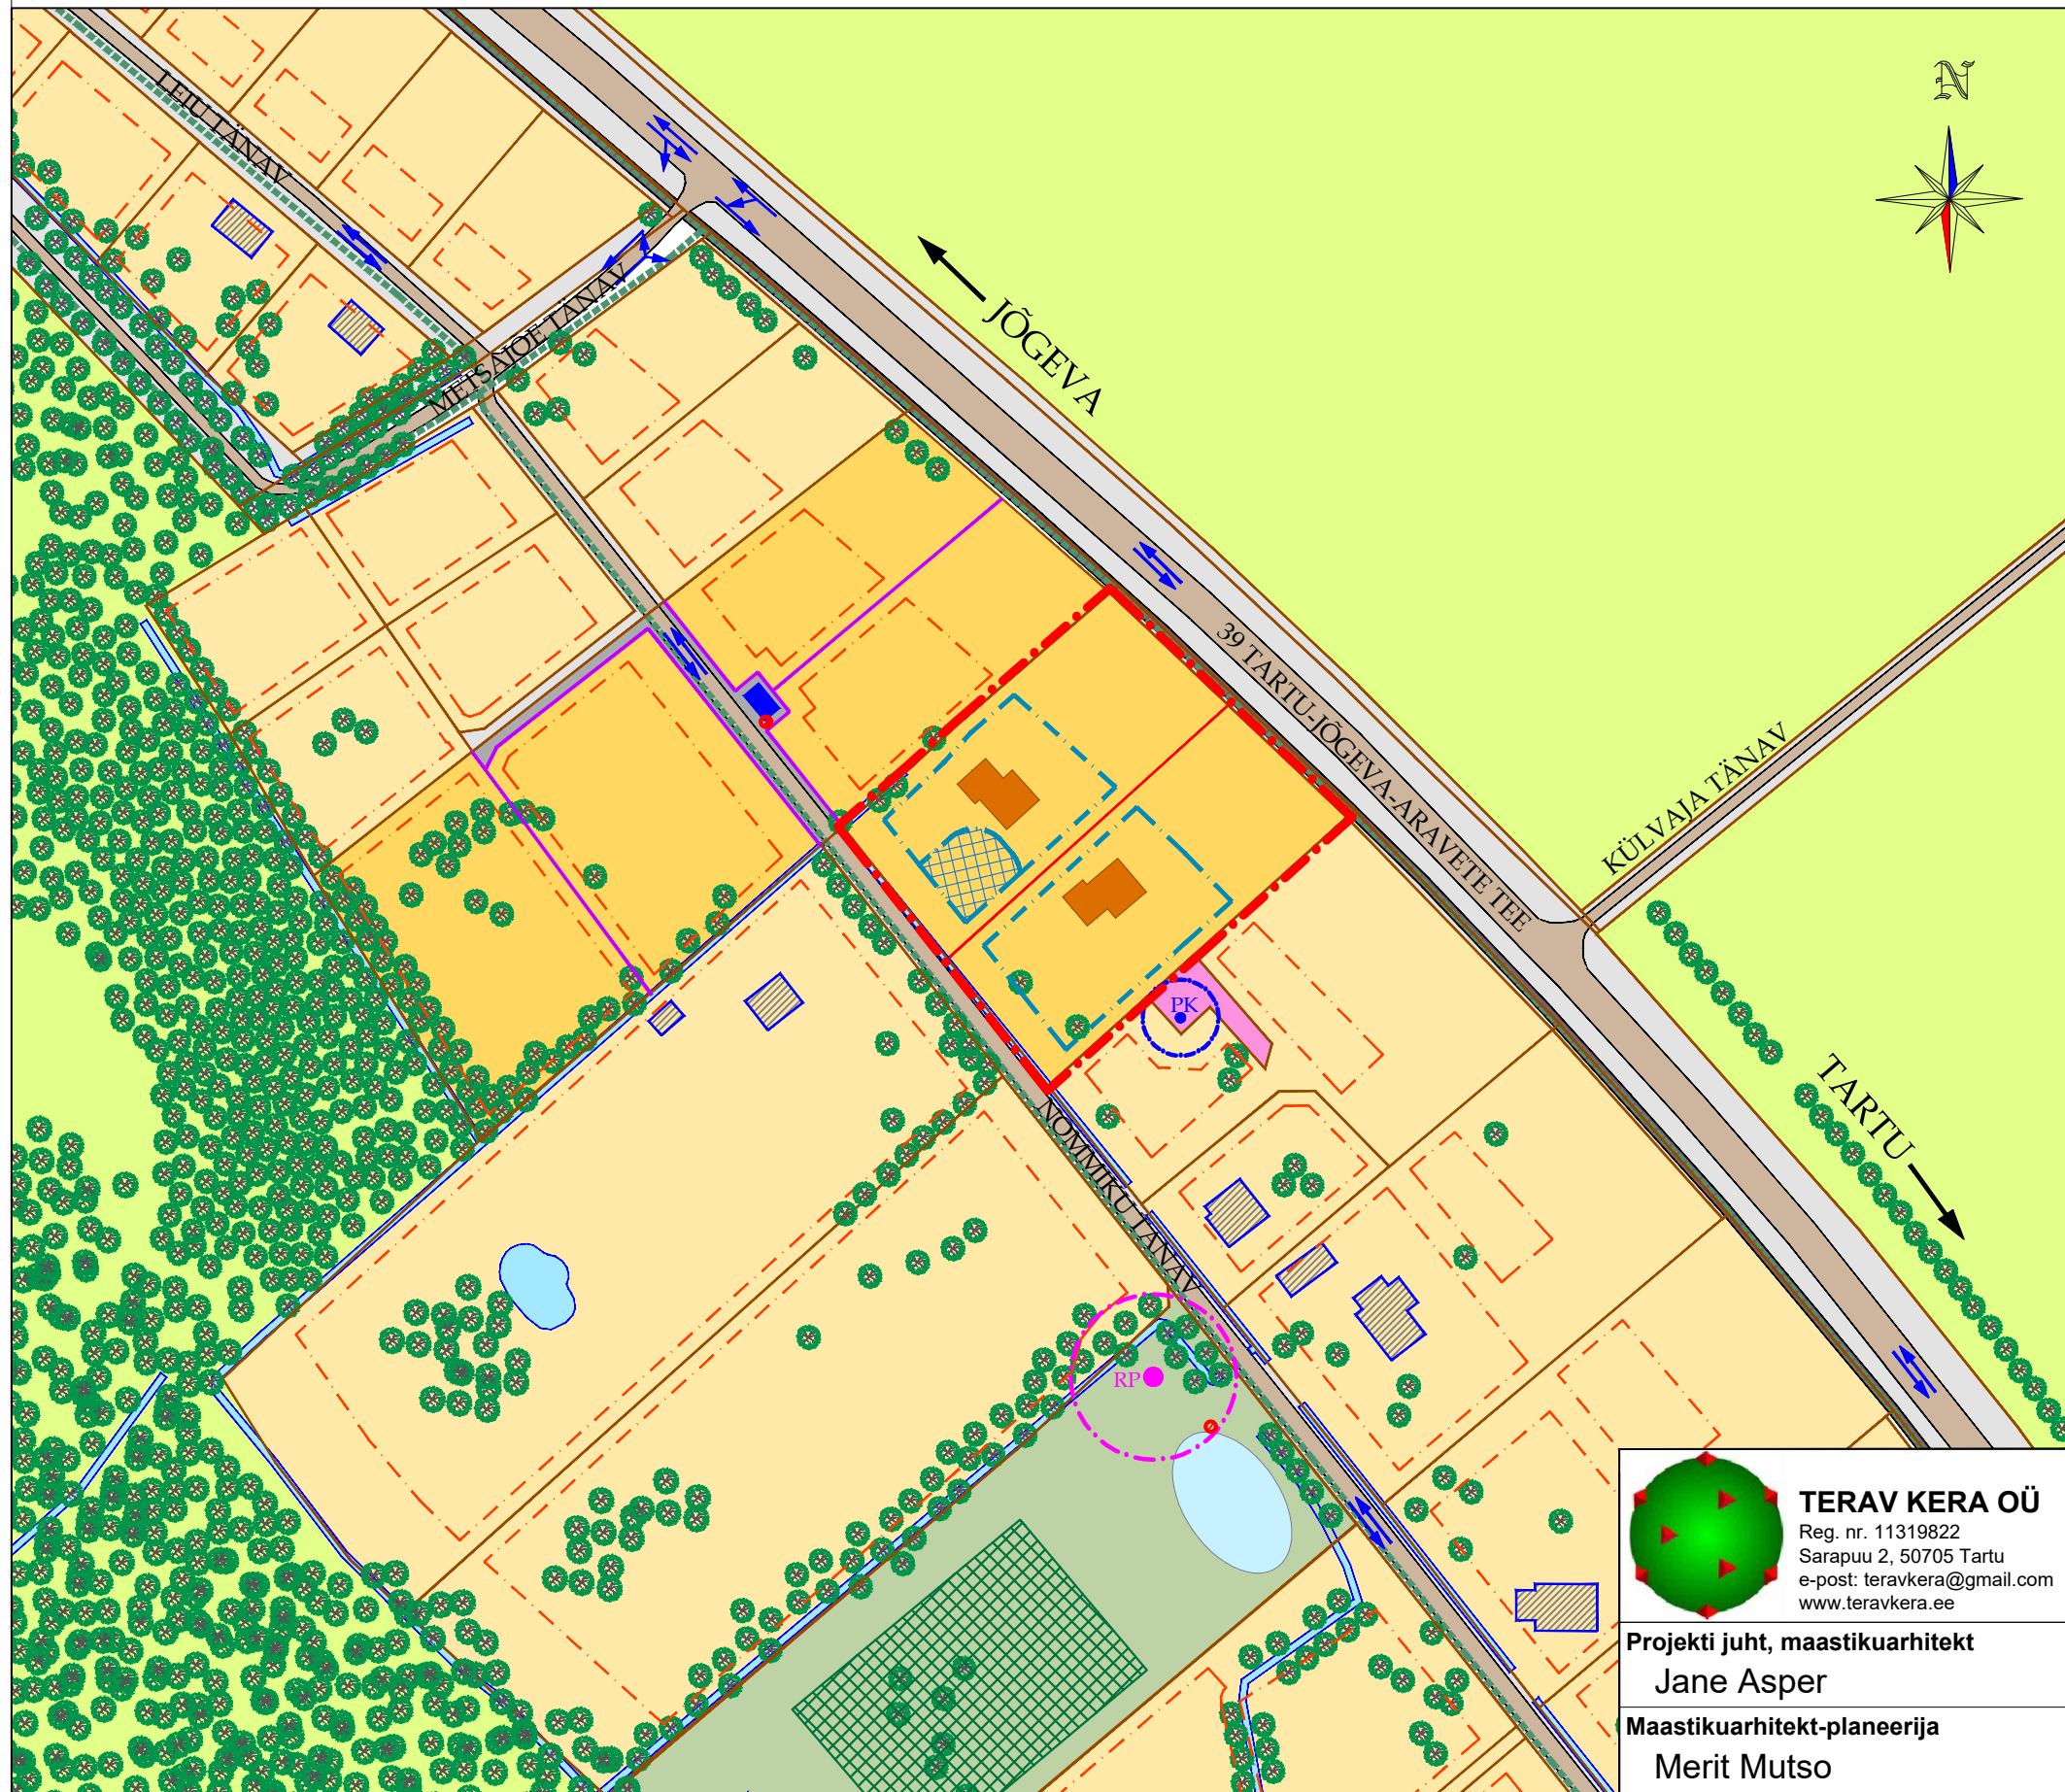 N
LEIU TÄNAV
METSAJÕE TÄNAV
JÕGEVA
39 TARTU-JÕGEVA-ARAVETE TEE
KÜLVAJA TÄNAV
TARTU
PK
NÕMMIKU TÄNAV
RP
TERAV KERA OÜ
Reg. nr. 11319822
Sarapuu 2, 50705 Tartu
e-post: teravkera@gmail.com
www.teravkera.ee
Projekti juht, maastikuarhitekt
Jane Asper
Maastikuarhitekt-planeerija
Merit Mutso